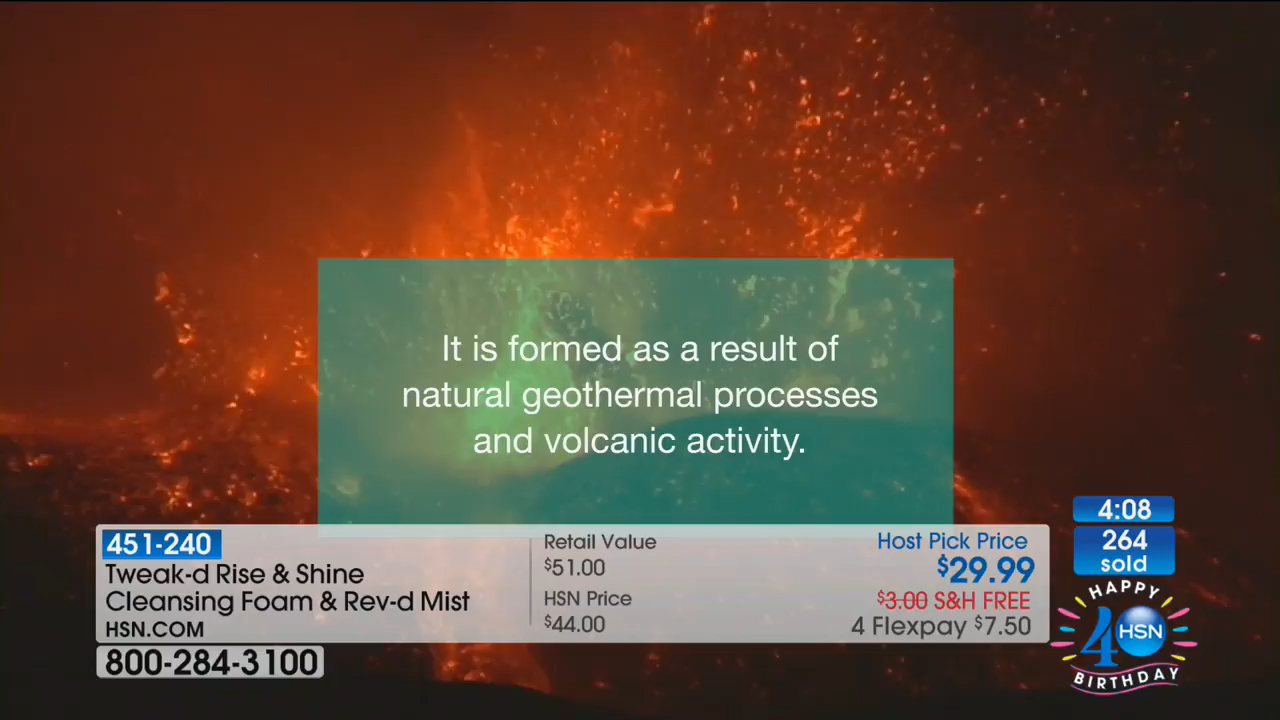 It is formed as a result of
natural geothermal processes
and volcanic activity.
451-240
Tweak-d Rise & Shine
Cleansing Foam & Rev-d Mist
HSN.COM
800-284-3100
Retail Value
$51.00
HSN Price
$44.00
Host Pick Price
$29.99
$3.00 S&H FREE
4 Flexpay $7.50
4:08
264
sold
HAPPY
40
HSN
BIRTHDAY